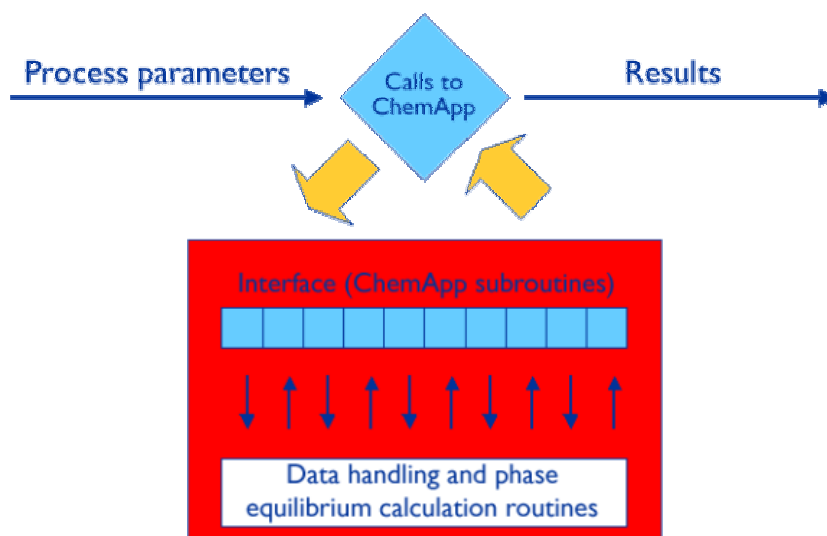 Process parameters
Calls to
ChemApp
Results
Interface (ChemApp subroutines)
Data handling and phase
equilibrium calculation routines